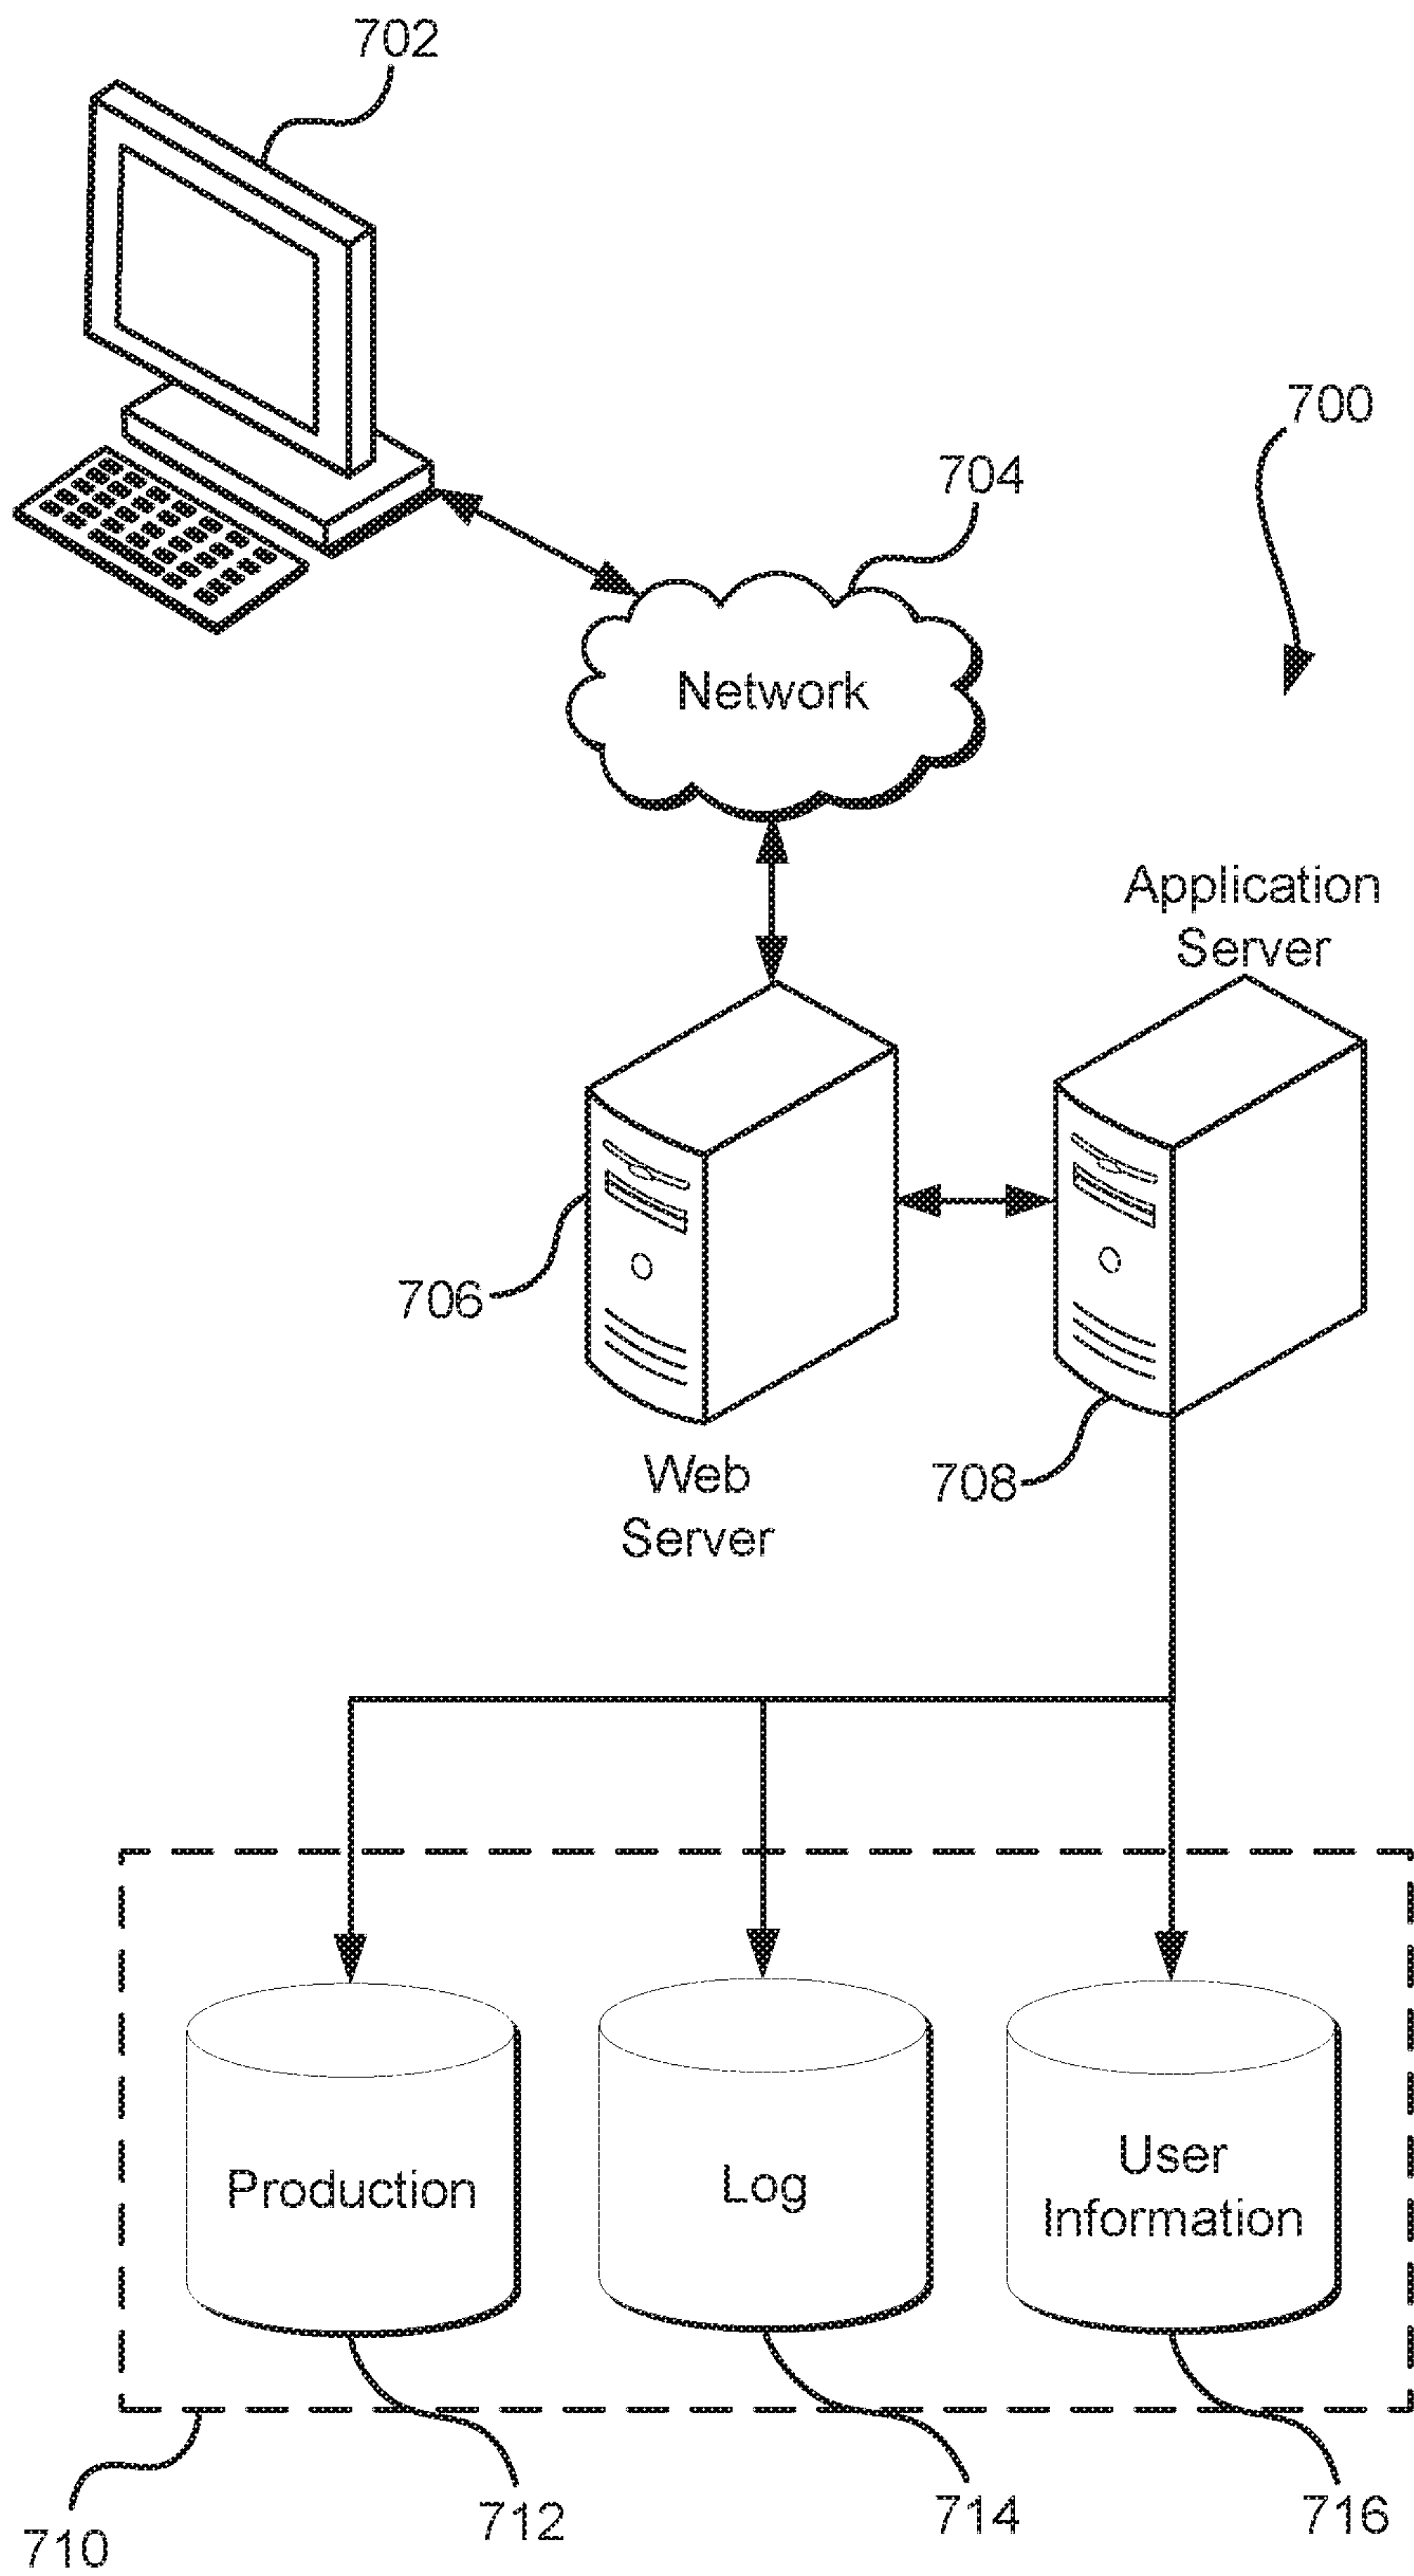 702
700
704
Network
Application
Server
706
708
Web
Server
Production
Log
User
Information
710
712
714
716